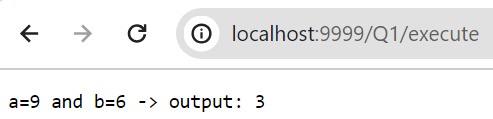 localhost:9999/Q1/execute
a=9 and b=6 -> output: 3